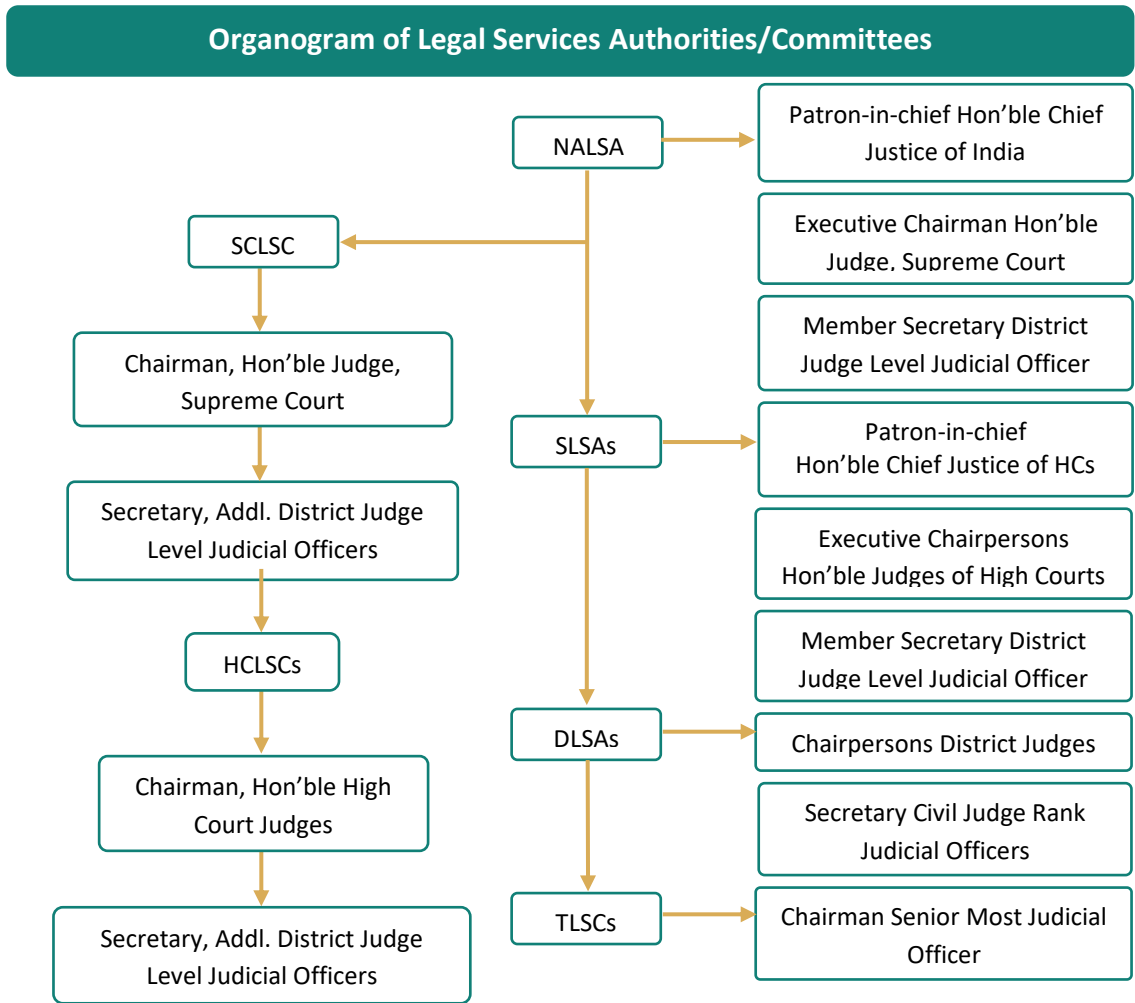 Organogram of Legal Services Authorities/Committees
NALSA
Patron-in-chief Hon’ble Chief
Justice of India
Executive Chairman Hon’ble
Judge, Supreme Court
Member Secretary District
Judge Level Judicial Officer
SCLSC
Chairman, Hon’ble Judge,
Supreme Court
Secretary, Addl. District Judge
Level Judicial Officers
HCLSCs
Chairman, Hon’ble High
Court Judges
Secretary, Addl. District Judge
Level Judicial Officers
SLSAs
Patron-in-chief
Hon’ble Chief Justice of HCs
Executive Chairpersons
Hon’ble Judges of High Courts
Member Secretary District
Judge Level Judicial Officer
DLSAs
Chairpersons District Judges
Secretary Civil Judge Rank
Judicial Officers
TLSCs
Chairman Senior Most Judicial
Officer